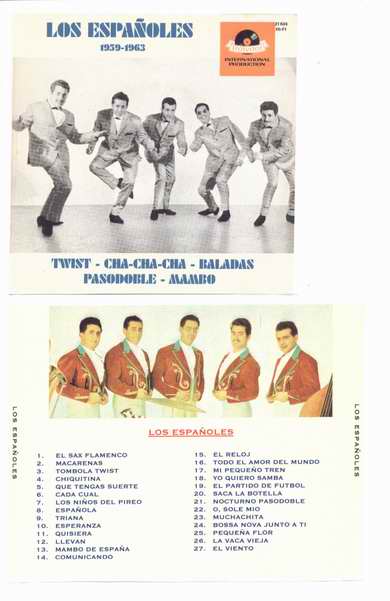 LOS ESPAÑOLES
1959-1963
INTERNATIONAL
PRODUCTION
TWIST - CHA-CHA-CHA - BALADAS
PASODOBLE - MAMBO
LOS ESPAÑOLES
LOS ESPAÑOLES
LOS ESPAÑOLES
1. EL SAX FLAMENCO
2. MACARENAS
3. TOMBOLA TWIST
4. CHIQUITINA
5. QUE TENGAS SUERTE
6. CADA CUAL
7. LOS NIÑOS DEL PIREO
8. ESPAÑOLA
9. TRIANA
10. ESPERANZA
11. QUISIERA
12. LLEVAN
13. MAMBO DE ESPAÑA
14. COMUNICANDO
15. EL RELOJ
16. TODO EL AMOR DEL MUNDO
17. MI PEQUEÑO TREN
18. YO QUIERO SAMBA
19. EL PARTIDO DE FUTBOL
20. SACA LA BOTELLA
21. NOCTURNO PASODOBLE
22. O, SOLE MIO
23. MUCHACHITA
24. BOSSA NOVA JUNTO A TI
25. PEQUEÑA FLOR
26. LA VACA VIEJA
27. EL VIENTO